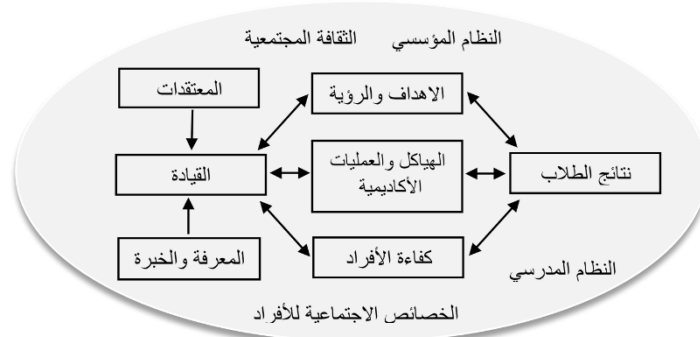 النظام المؤسسي
الثقافة المجتمعية
الاهداف والرؤية
المعتقدات
الهياكل والعمليات
الأكاديمية
القيادة
نتائج الطلاب
كفاءة الأفراد
المعرفة والخبرة
النظام المدرسي
الخصائص الاجتماعية للأفراد